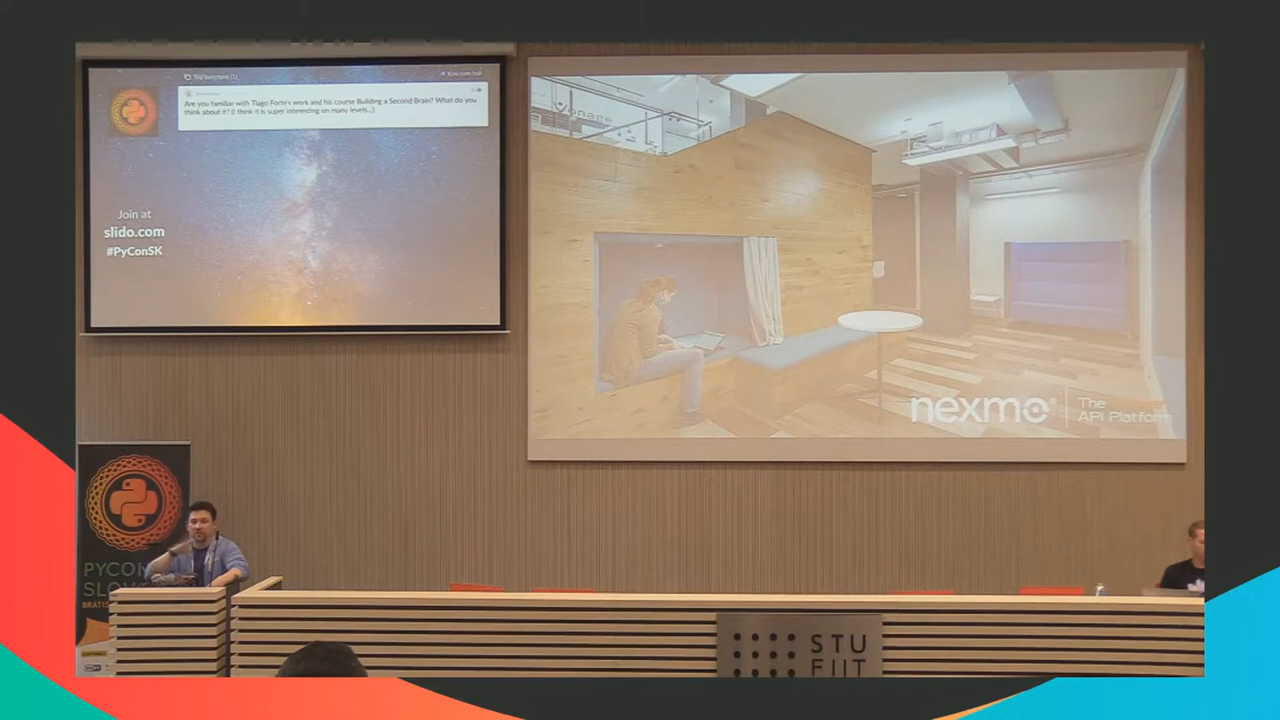 Are you familiar with Tiago Forte's work and his course Building a Second Brain? What do you
think about it? (I think it is super interesting on many levels...)
Join at
slido.com
#PyConSK
nexmo
The
API Platform
PYCON
SLOV
BRATIS
STU
FIIT